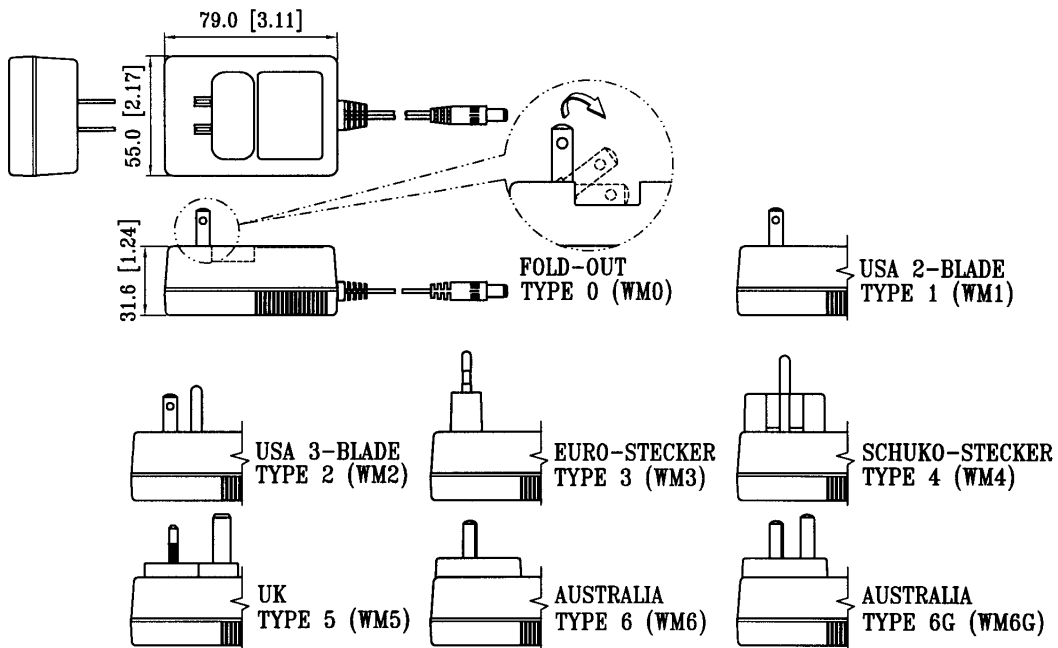 79.0 [3.11]
55.0 [2.17]
31.6 [1.24]
FOLD-OUT
TYPE 0 (WM0)
USA 2-BLADE
TYPE 1 (WM1)
USA 3-BLADE
TYPE 2 (WM2)
EURO-STECKER
TYPE 3 (WM3)
SCHUKO-STECKER
TYPE 4 (WM4)
UK
TYPE 5 (WM5)
AUSTRALIA
TYPE 6 (WM6)
AUSTRALIA
TYPE 6G (WM6G)